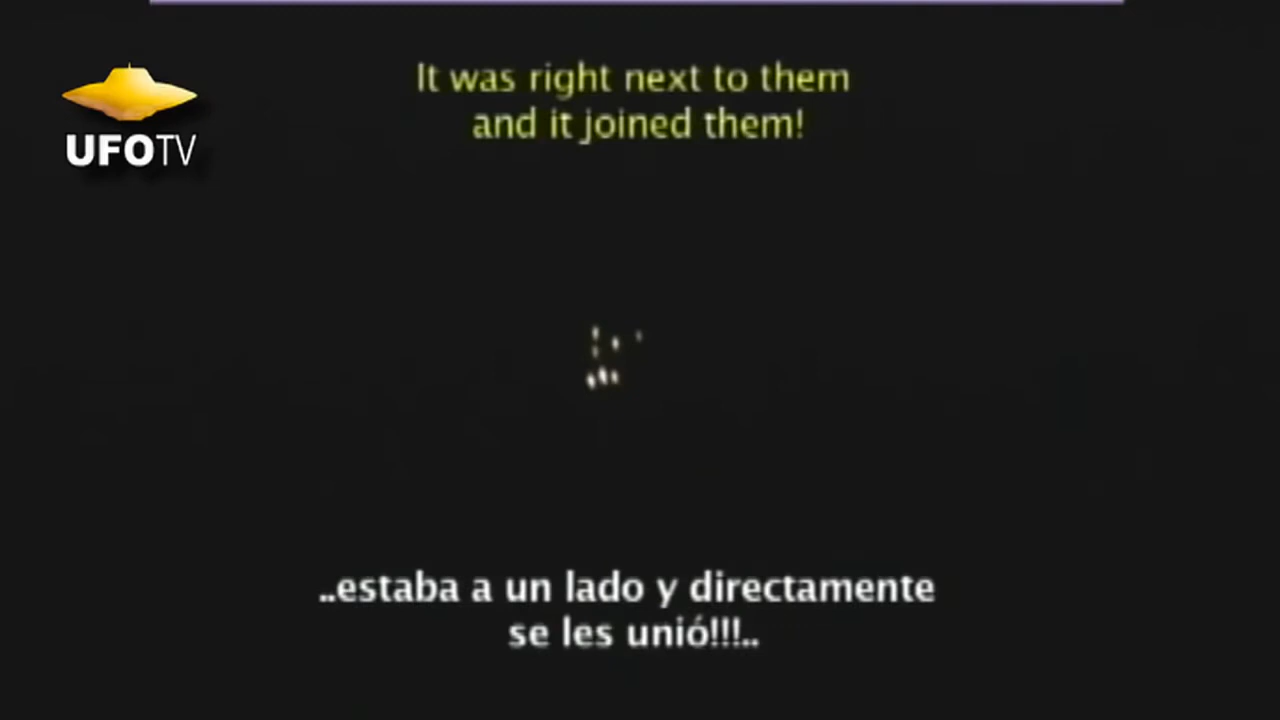 It was right next to them
and it joined them!
UFOTV
..estaba a un lado y directamente
se les unió!!!..